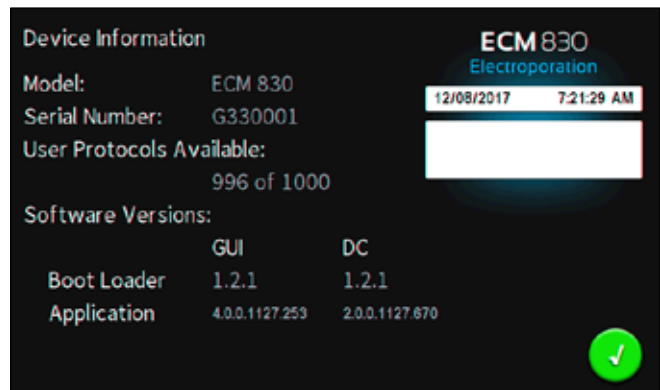 Device Information
ECM 830
Electroporation
12/08/2017 7:21:29 AM
Model: ECM 830
Serial Number: G330001
User Protocols Available:
996 of 1000
Software Versions:
GUI DC
Boot Loader 1.2.1 1.2.1
Application 4.0.0.1127.253 2.0.0.1127.670